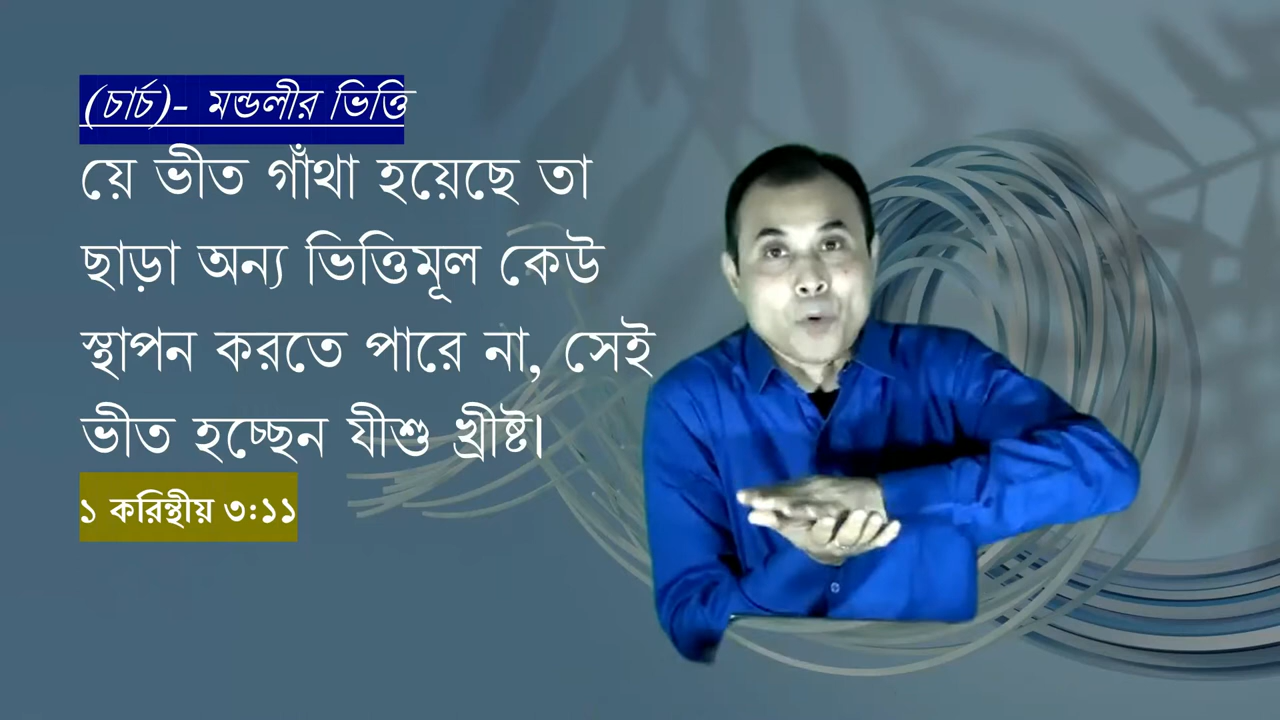 (চার্চ)- মন্ডলীর ভিত্তি
যে ভীত গাঁথা হয়েছে তা
ছাড়া অন্য ভিত্তিমূল কেউ
স্থাপন করতে পারে না, সেই
ভীত হচ্ছেন যীশু খ্রীষ্ট।
১ করিন্থীয় ৩:১১